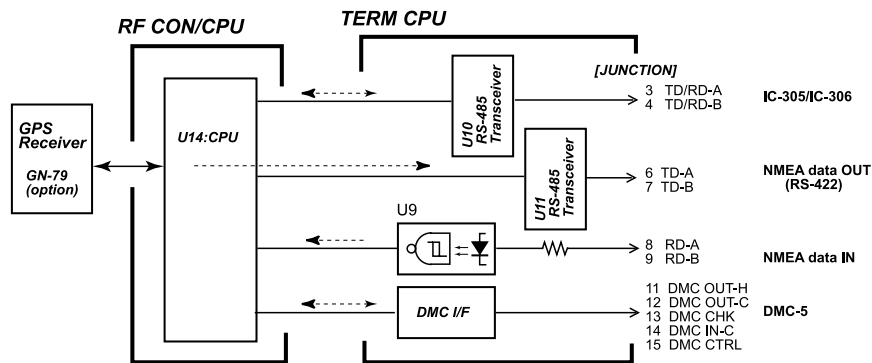 RF CON/CPU
TERM CPU
[JUNCTION]
GPS
Receiver
GN-79
(option)
U14:CPU
U10
RS-485
Transceiver
3 TD/RD-A
4 TD/RD-B
IC-305/IC-306
U11
RS-485
Transceiver
6 TD-A
7 TD-B
NMEA data OUT
(RS-422)
U9
8 RD-A
9 RD-B
NMEA data IN
DMC I/F
11 DMC OUT-H
12 DMC OUT-C
13 DMC CHK
14 DMC IN-C
15 DMC CTRL
DMC-5